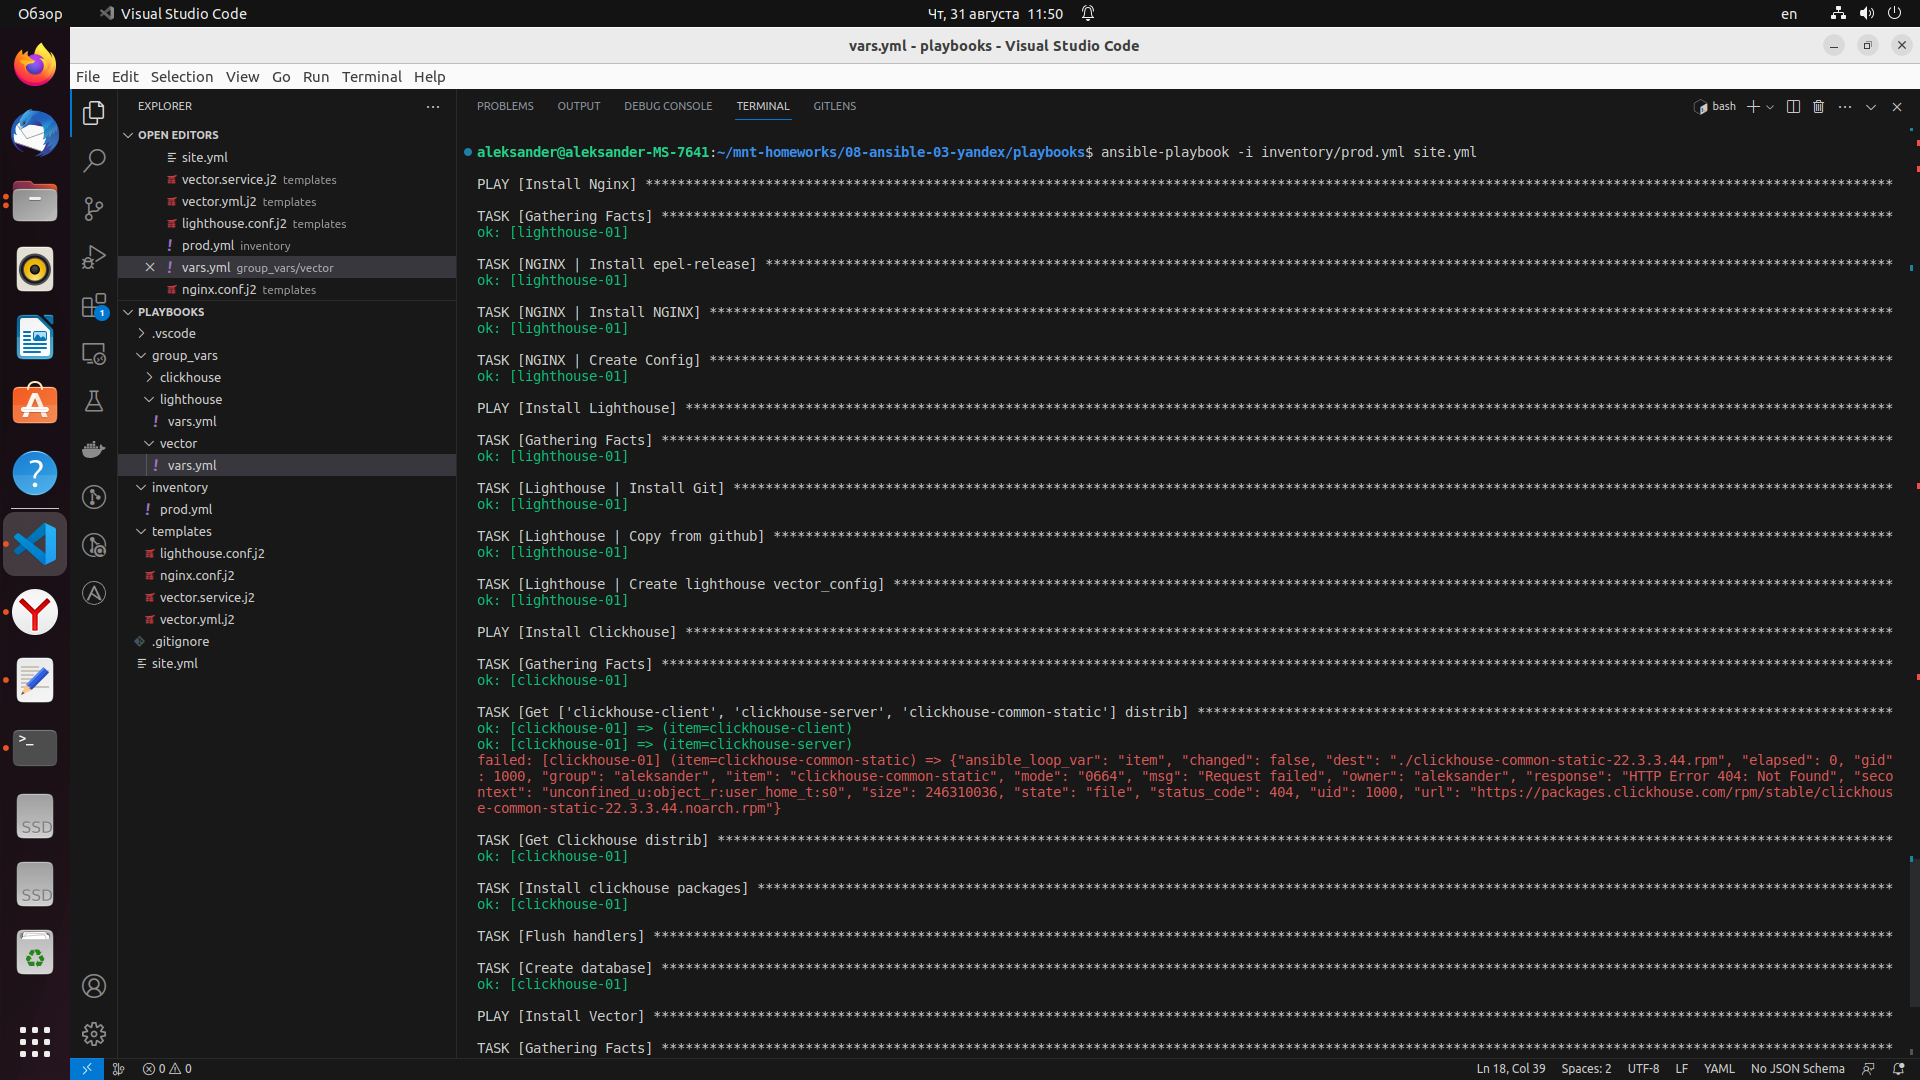 Обзор
Visual Studio Code
Чт, 31 августа 11:50
en
vars.yml - playbooks - Visual Studio Code
File Edit Selection View Go Run Terminal Help
EXPLORER
OPEN EDITORS
site.yml
vector.service.j2 templates
vector.yml.j2 templates
lighthouse.conf.j2 templates
prod.yml inventory
vars.yml group_vars/vector
nginx.conf.j2 templates
PLAYBOOKS
.vscode
group_vars
clickhouse
lighthouse
vars.yml
vector
vars.yml
inventory
prod.yml
templates
lighthouse.conf.j2
nginx.conf.j2
vector.service.j2
vector.yml.j2
.gitignore
site.yml
1
SSD
SSD
PROBLEMS OUTPUT DEBUG CONSOLE TERMINAL GITLENS
bash
aleksander@aleksander-MS-7641:~/mnt-homeworks/08-ansible-03-yandex/playbooks$ ansible-playbook -i inventory/prod.yml site.yml
PLAY [Install Nginx] ****
TASK [Gathering Facts] ****
ok: [lighthouse-01]
TASK [NGINX | Install epel-release] ****
ok: [lighthouse-01]
TASK [NGINX | Install NGINX] ****
ok: [lighthouse-01]
TASK [NGINX | Create Config] ****
ok: [lighthouse-01]
PLAY [Install Lighthouse] ****
TASK [Gathering Facts] ****
ok: [lighthouse-01]
TASK [Lighthouse | Install Git] ****
ok: [lighthouse-01]
TASK [Lighthouse | Copy from github] ****
ok: [lighthouse-01]
TASK [Lighthouse | Create lighthouse vector_config] ****
ok: [lighthouse-01]
PLAY [Install Clickhouse] ****
TASK [Gathering Facts] ****
ok: [clickhouse-01]
TASK [Get ['clickhouse-client', 'clickhouse-server', 'clickhouse-common-static'] distrib] ****
ok: [clickhouse-01] => (item=clickhouse-client)
ok: [clickhouse-01] => (item=clickhouse-server)
failed: [clickhouse-01] (item=clickhouse-common-static) => {"ansible_loop_var": "item", "changed": false, "dest": "./clickhouse-common-static-22.3.3.44.rpm", "elapsed": 0, "gid"
: 1000, "group": "aleksander", "item": "clickhouse-common-static", "mode": "0664", "msg": "Request failed", "owner": "aleksander", "response": "HTTP Error 404: Not Found", "seco
ntext": "unconfined_u:object_r:user_home_t:s0", "size": 246310036, "state": "file", "status_code": 404, "uid": 1000, "url": "https://packages.clickhouse.com/rpm/stable/clickhous
e-common-static-22.3.3.44.noarch.rpm"}
TASK [Get Clickhouse distrib] ****
ok: [clickhouse-01]
TASK [Install clickhouse packages] ****
ok: [clickhouse-01]
TASK [Flush handlers] ****
TASK [Create database] ****
ok: [clickhouse-01]
PLAY [Install Vector] ****
TASK [Gathering Facts] ****
0 0
Ln 18, Col 39 Spaces: 2 UTF-8 LF YAML No JSON Schema